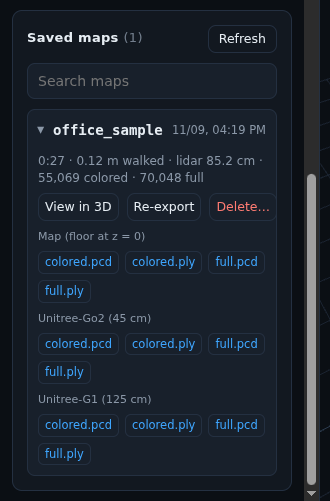 Saved maps (1) Refresh
Search maps
▼ office_sample 11/09, 04:19 PM
0:27 · 0.12 m walked · lidar 85.2 cm ·
55,069 colored · 70,048 full
View in 3D Re-export Delete...
Map (floor at z = 0)
colored.pcd colored.ply full.pcd
full.ply
Unitree-Go2 (45 cm)
colored.pcd colored.ply full.pcd
full.ply
Unitree-G1 (125 cm)
colored.pcd colored.ply full.pcd
full.ply